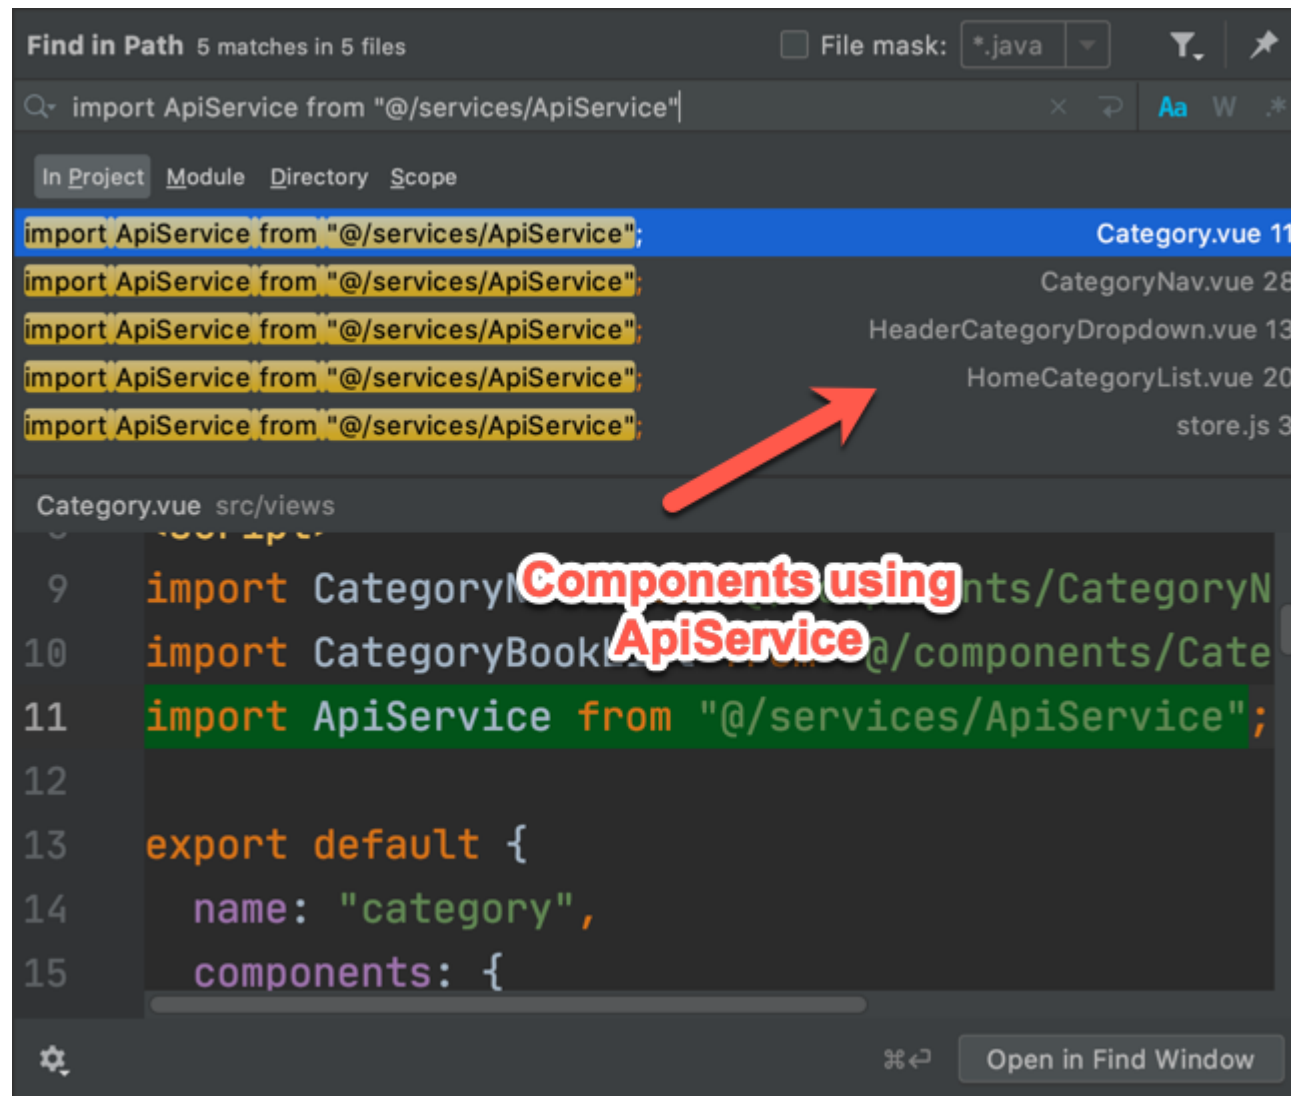 Find in Path 5 matches in 5 files File mask: *.java
import ApiService from "@/services/ApiService" Aa W .*
In Project Module Directory Scope
import ApiService from "@/services/ApiService"; Category.vue 11
import ApiService from "@/services/ApiService"; CategoryNav.vue 28
import ApiService from "@/services/ApiService"; HeaderCategoryDropdown.vue 13
import ApiService from "@/services/ApiService"; HomeCategoryList.vue 20
import ApiService from "@/services/ApiService"; store.js 3
Category.vue src/views
Components using
ApiService
9 import CategoryN nts/CategoryN
10 import CategoryBook @/components/Cate
11 import ApiService from "@/services/ApiService";
12
13 export default {
14 name: "category",
15 components: {
⌘↩ Open in Find Window